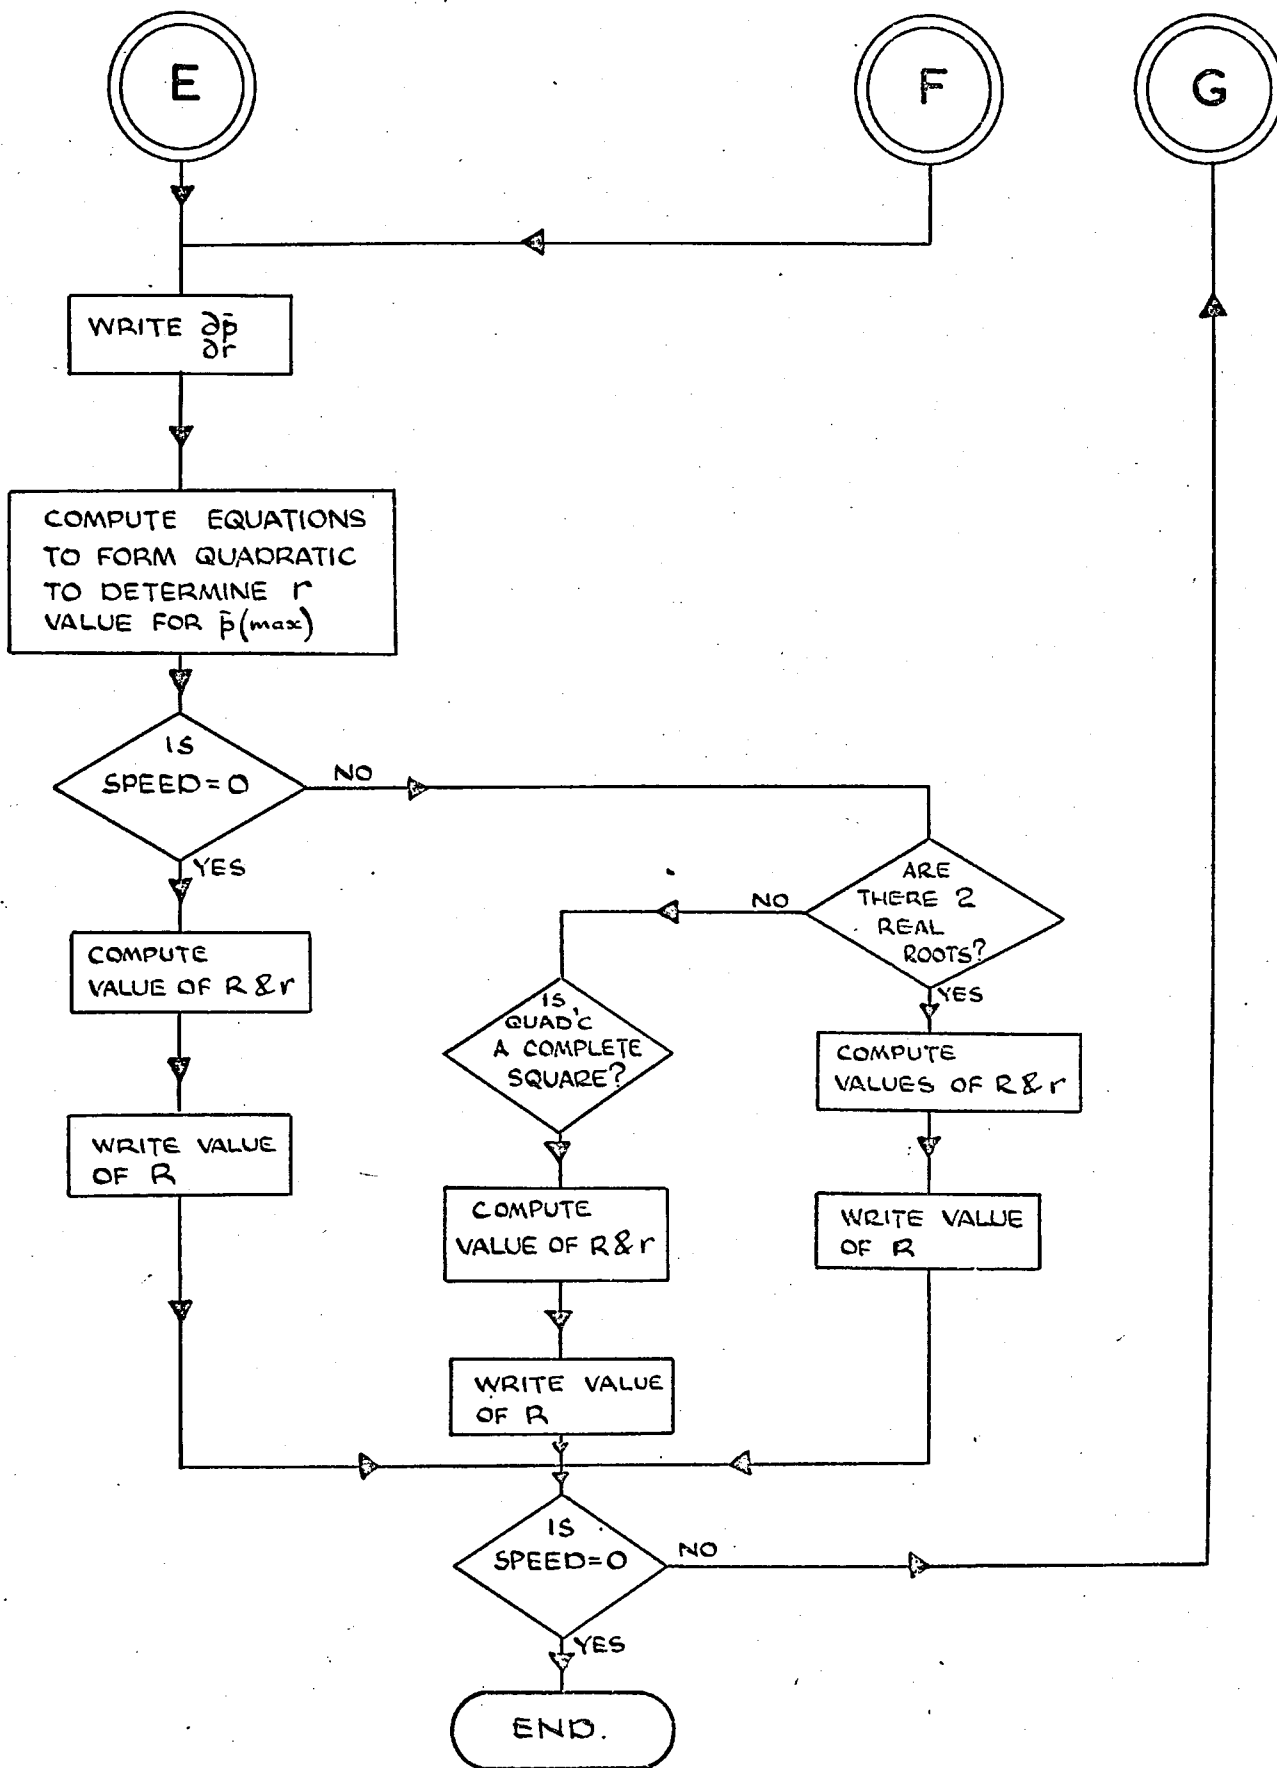 E
F
G
WRITE ∂p̄
∂r
COMPUTE EQUATIONS
TO FORM QUADRATIC
TO DETERMINE r
VALUE FOR p̄(max)
IS
SPEED=0
NO
YES
ARE
THERE 2
REAL
ROOTS?
NO
YES
COMPUTE
VALUE OF R & r
IS
QUAD'C
A COMPLETE
SQUARE?
COMPUTE
VALUES OF R & r
WRITE VALUE
OF R
COMPUTE
VALUE OF R & r
WRITE VALUE
OF R
WRITE VALUE
OF R
IS
SPEED=0
NO
YES
END.